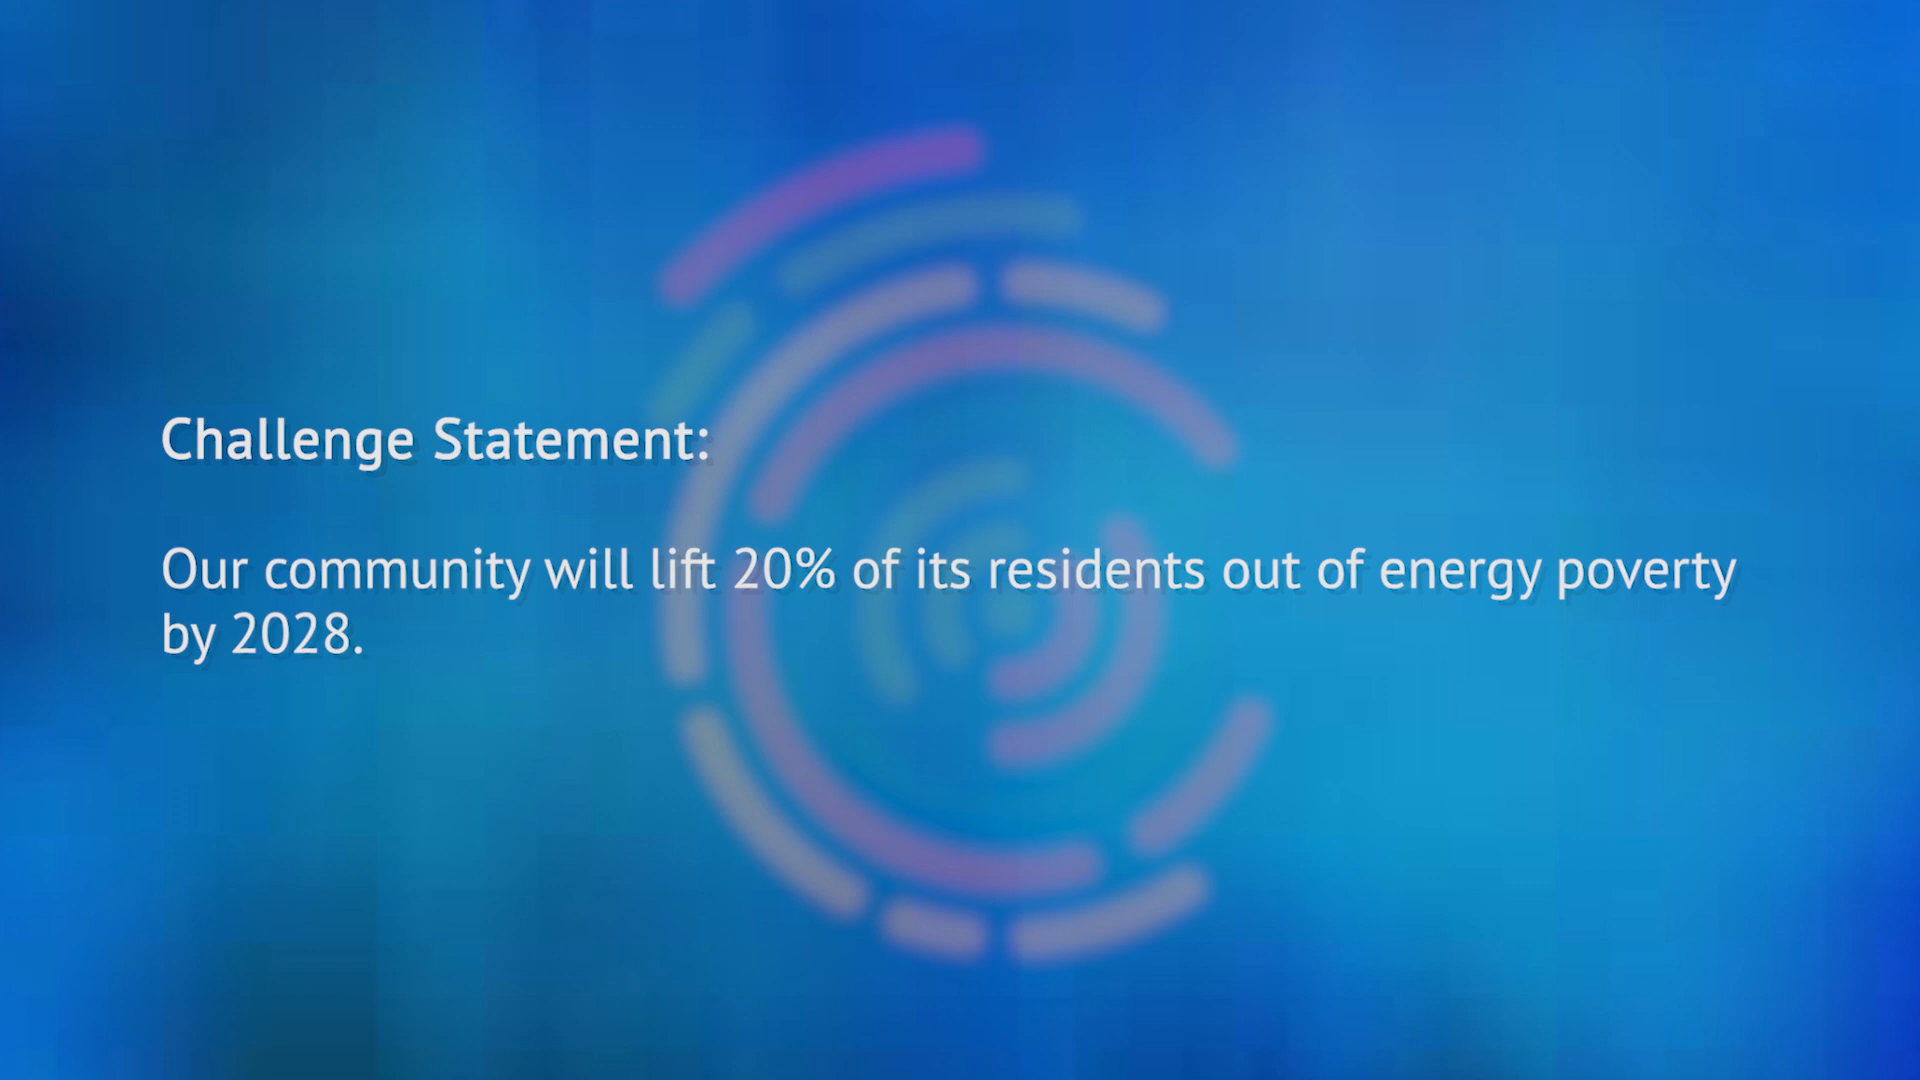 Challenge Statement:
Our community will lift 20% of its residents out of energy poverty
by 2028.